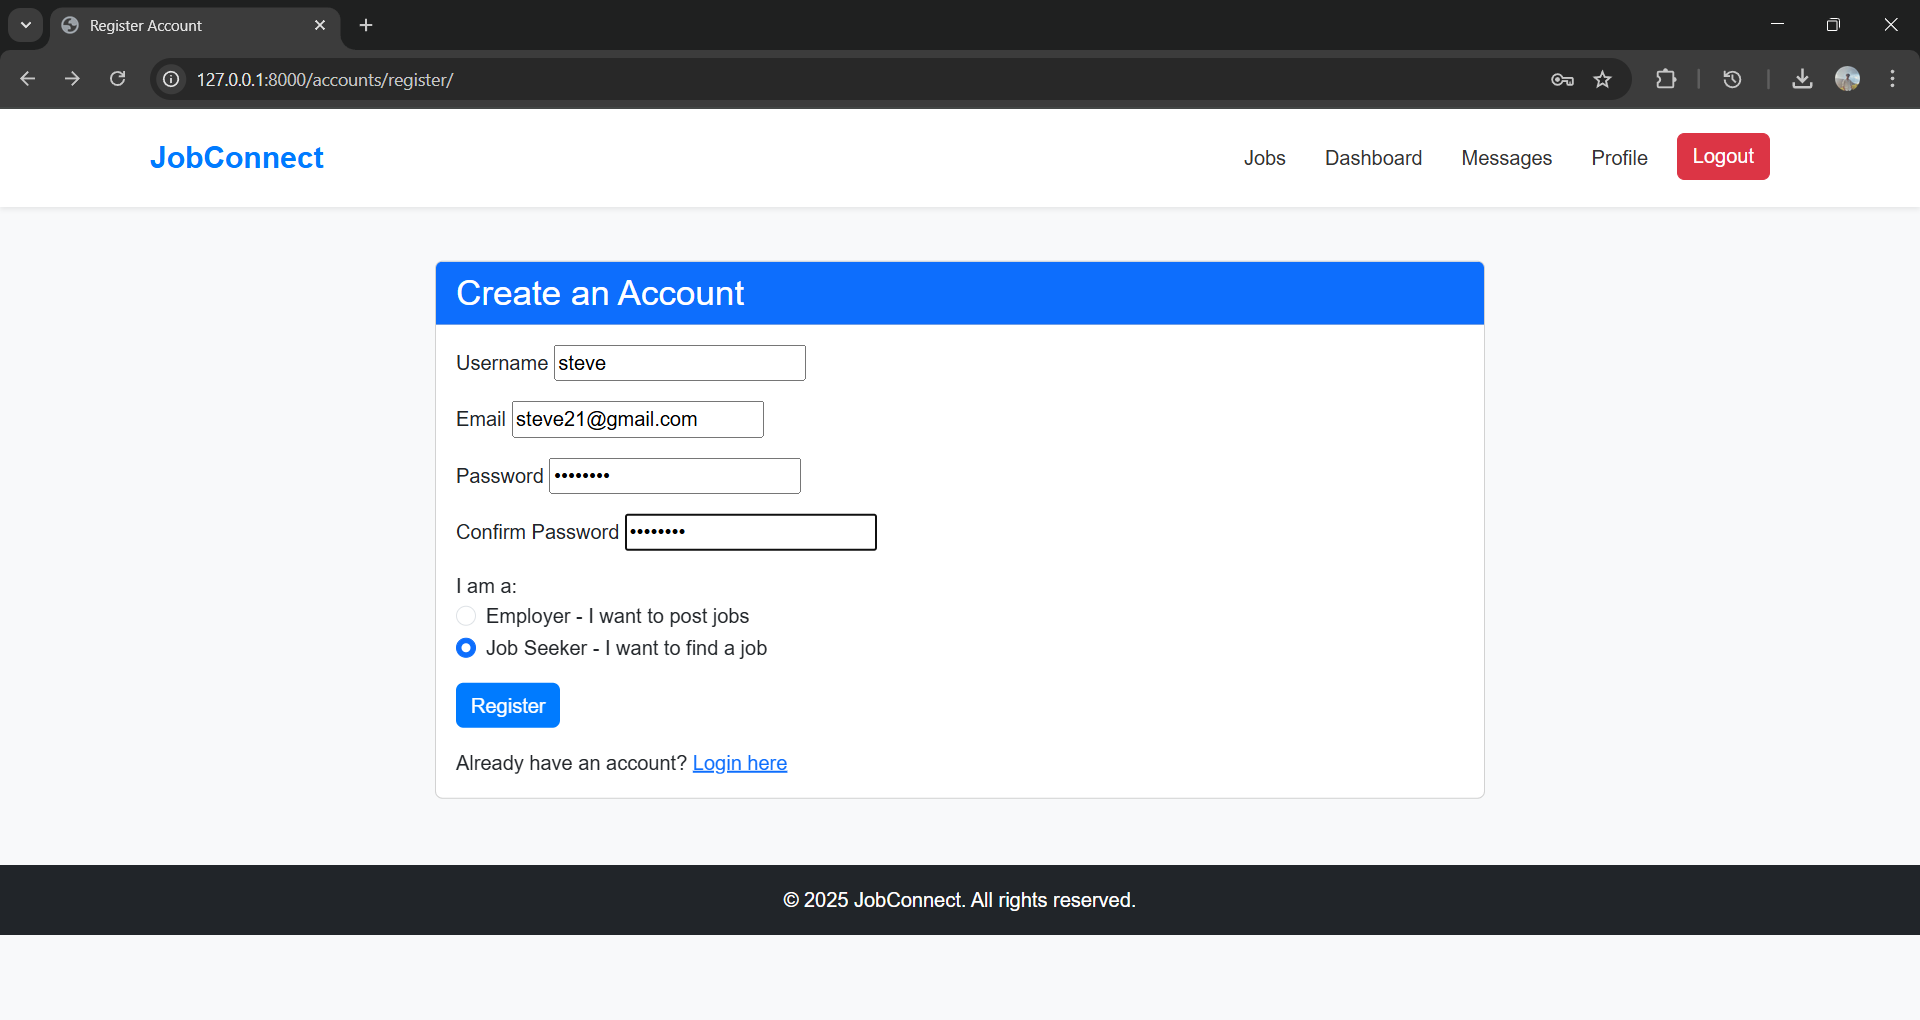 Register Account
127.0.0.1:8000/accounts/register/
JobConnect
Jobs Dashboard Messages Profile Logout
Create an Account
Username steve
Email steve21@gmail.com
Password ••••••••
Confirm Password ••••••••
I am a:
Employer - I want to post jobs
Job Seeker - I want to find a job
Register
Already have an account? Login here
© 2025 JobConnect. All rights reserved.